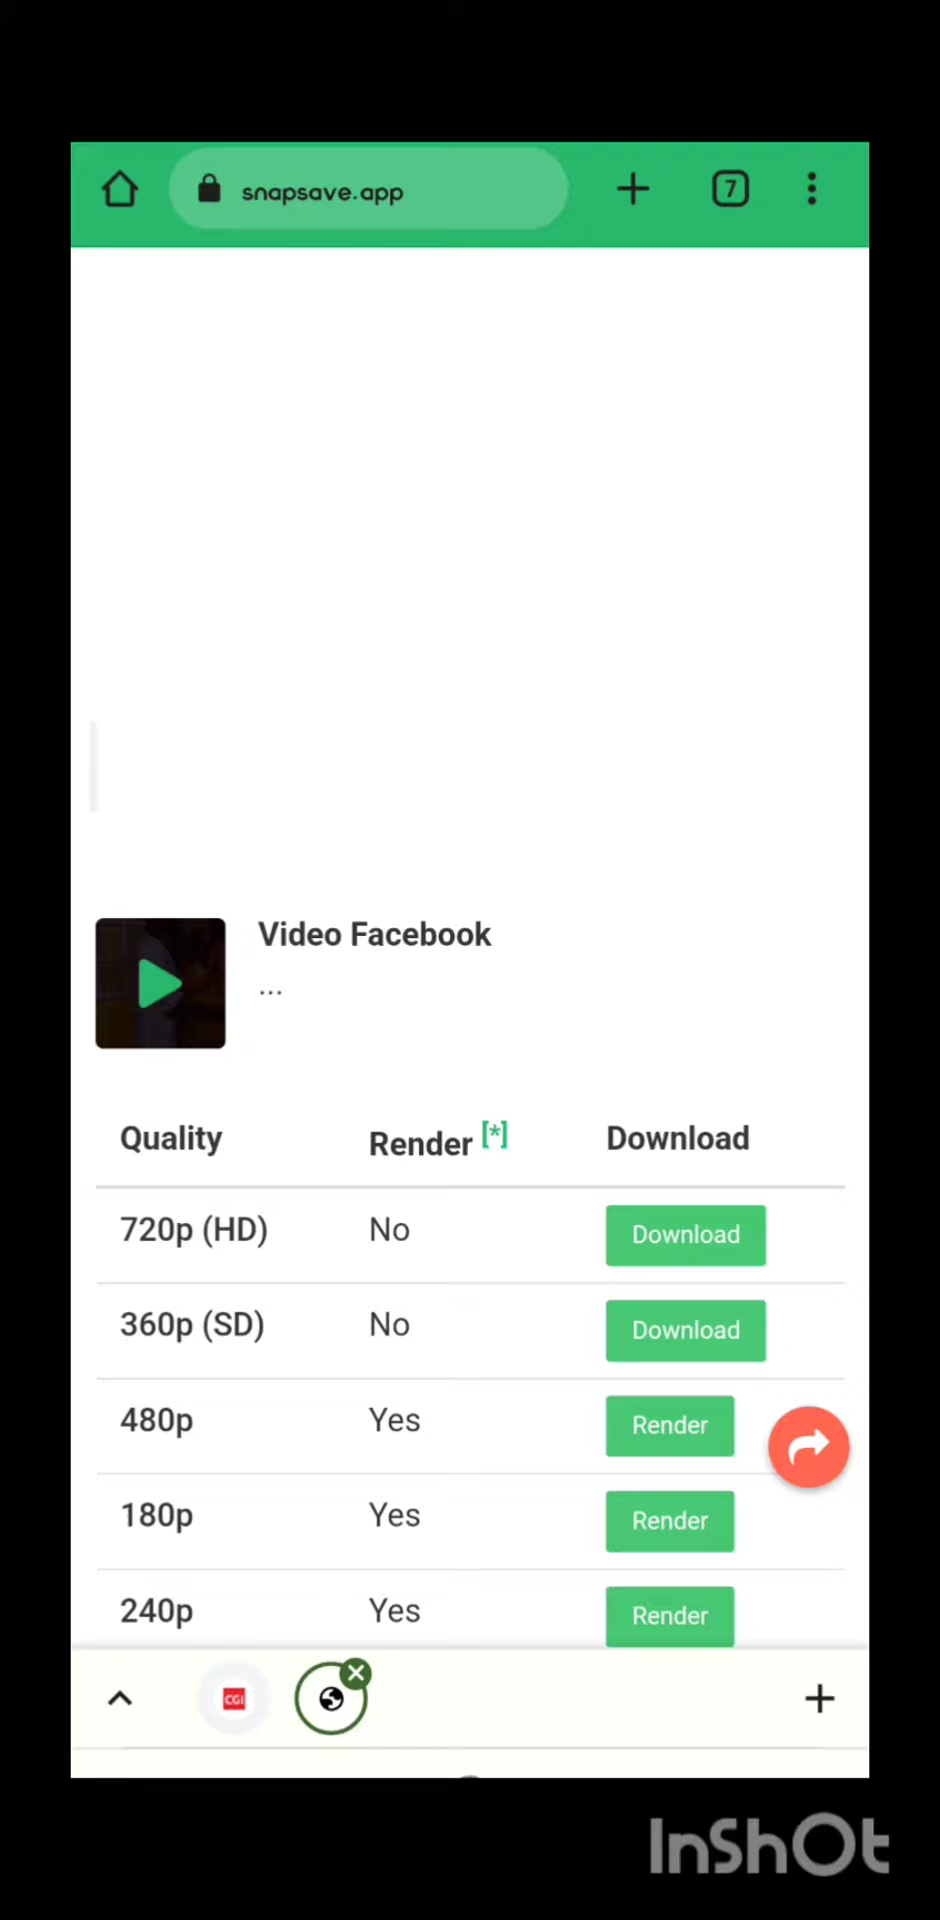 snapsave.app
7
Video Facebook
...
Quality Render [*] Download
720p (HD) No Download
360p (SD) No Download
480p Yes Render
180p Yes Render
240p Yes Render
CGI
InShOt